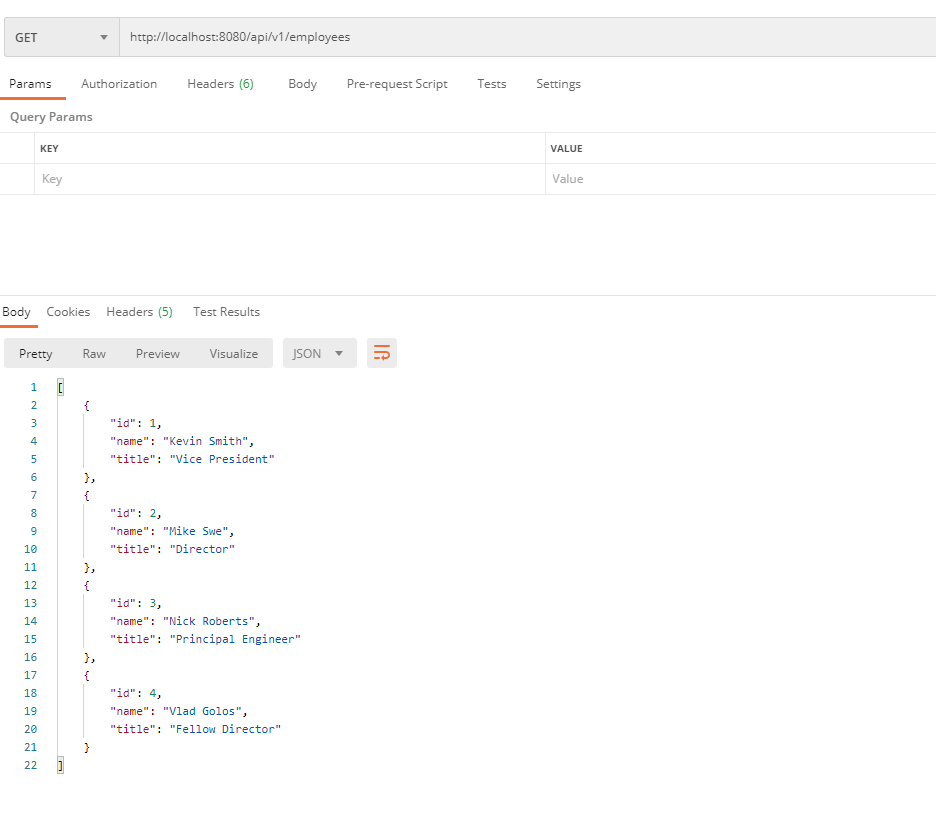 GET http://localhost:8080/api/v1/employees
Params Authorization Headers (6) Body Pre-request Script Tests Settings
Query Params
KEY VALUE
Key Value
Body Cookies Headers (5) Test Results
Pretty Raw Preview Visualize JSON
1 [
2 {
3 "id": 1,
4 "name": "Kevin Smith",
5 "title": "Vice President"
6 },
7 {
8 "id": 2,
9 "name": "Mike Swe",
10 "title": "Director"
11 },
12 {
13 "id": 3,
14 "name": "Nick Roberts",
15 "title": "Principal Engineer"
16 },
17 {
18 "id": 4,
19 "name": "Vlad Golos",
20 "title": "Fellow Director"
21 }
22 ]